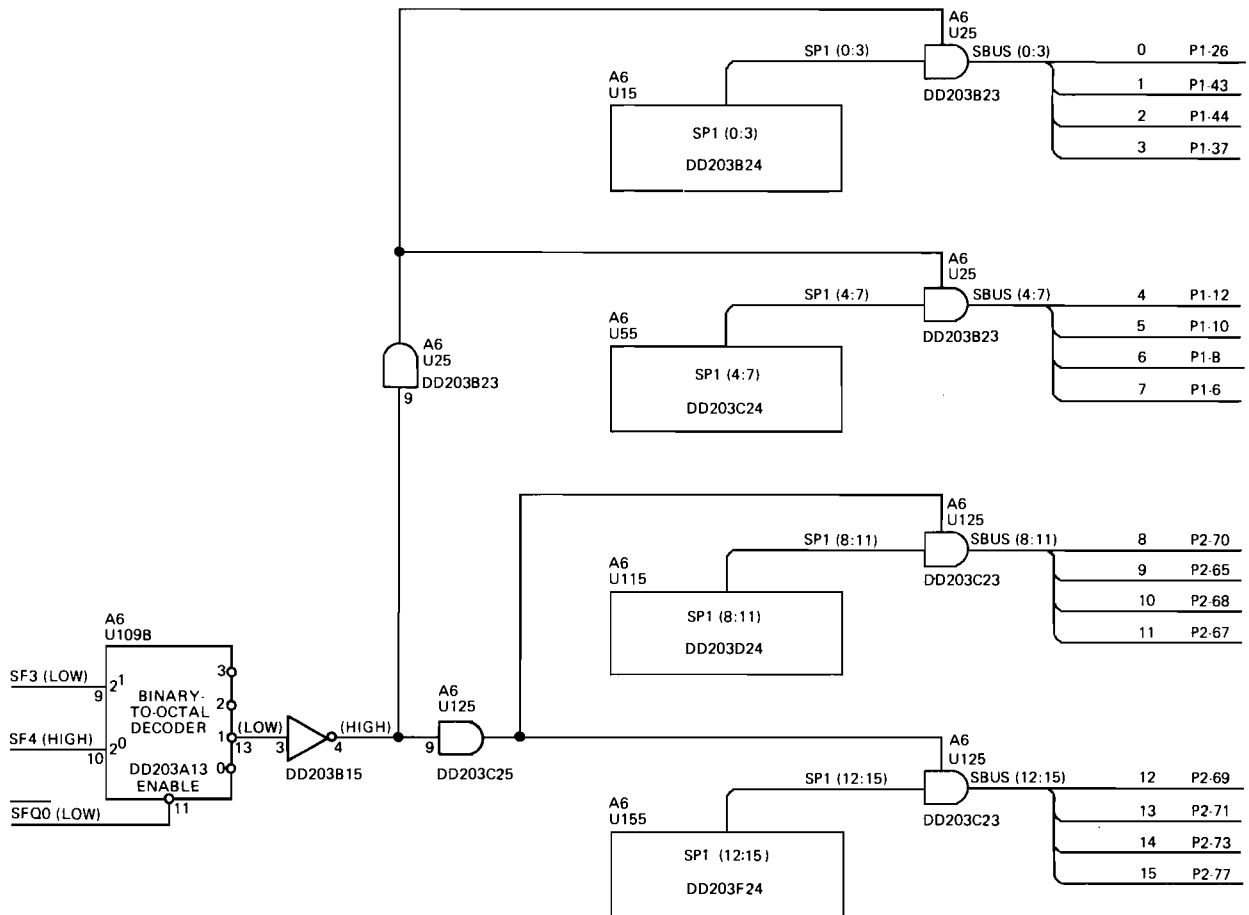 A6
U25
SP1 (0:3)
SBUS (0:3)
0 P1-26
DD203B23
1 P1-43
2 P1-44
3 P1-37
A6
U15
SP1 (0:3)
DD203B24
A6
U25
SP1 (4:7)
SBUS (4:7)
4 P1-12
DD203B23
5 P1-10
6 P1-8
7 P1-6
A6
U55
SP1 (4:7)
DD203C24
A6
U25
DD203B23
9
A6
U125
SP1 (8:11)
SBUS (8:11)
8 P2-70
DD203C23
9 P2-65
10 P2-68
11 P2-67
A6
U115
SP1 (8:11)
DD203D24
A6
U109B
SF3 (LOW)
9 2¹
BINARY-
TO-OCTAL
DECODER
3
2
1
0
SF4 (HIGH)
10 2⁰
DD203A13
ENABLE
11
SFQ0 (LOW)
(LOW)
13
3
4
(HIGH)
DD203B15
A6
U125
9
DD203C25
A6
U125
SP1 (12:15)
SBUS (12:15)
12 P2-69
DD203C23
13 P2-71
14 P2-73
15 P2-77
A6
U155
SP1 (12:15)
DD203F24